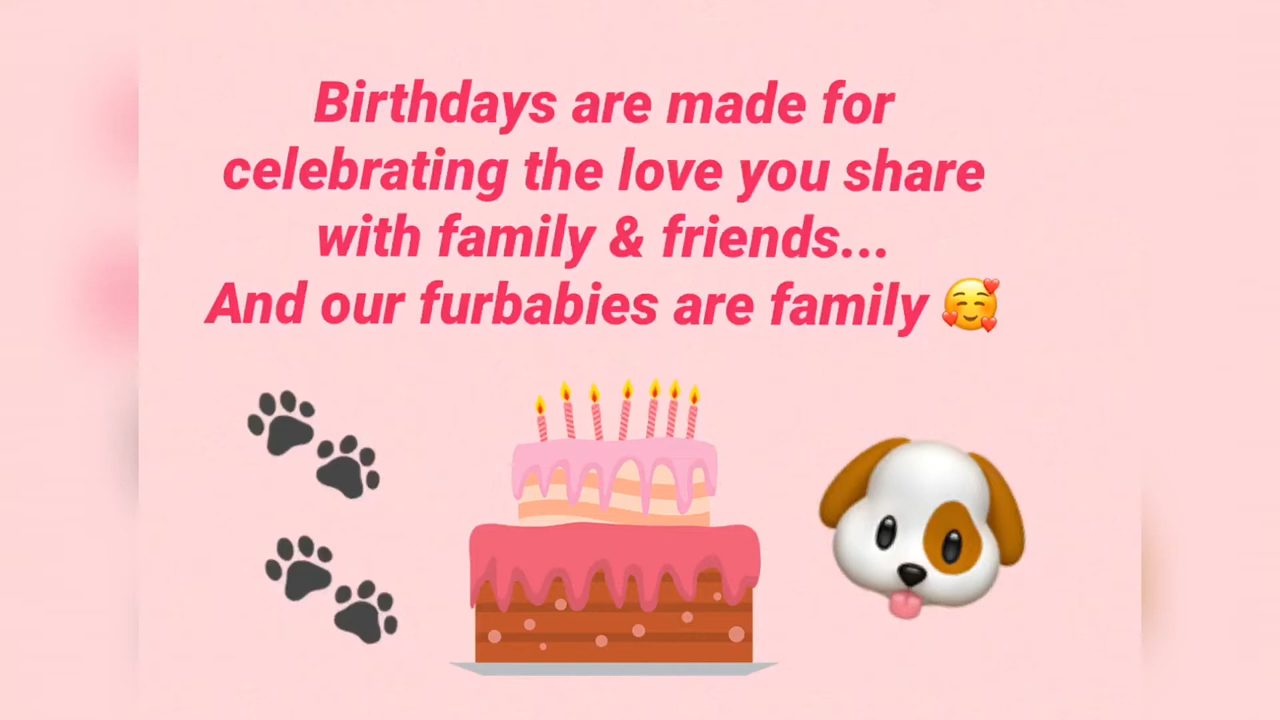 Birthdays are made for
celebrating the love you share
with family & friends...
And our furbabies are family 🥰